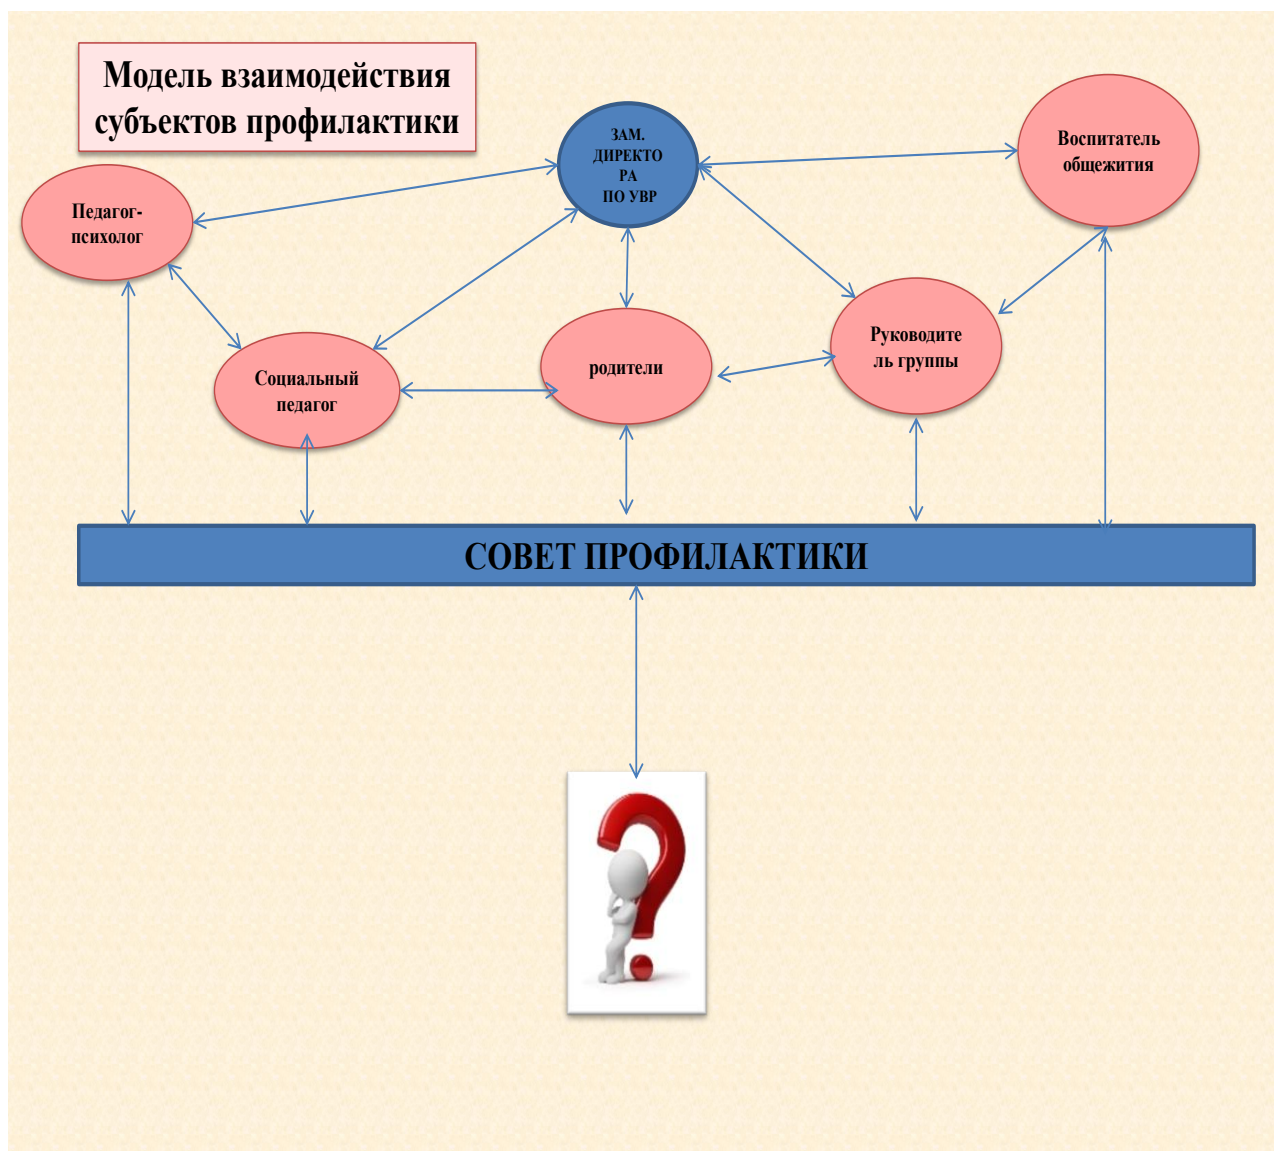 Модель взаимодействия
субъектов профилактики
ЗАМ.
ДИРЕКТО
РА
ПО УВР
Воспитатель
общежития
Педагог-
психолог
Социальный
педагог
родители
Руководите
ль группы
СОВЕТ ПРОФИЛАКТИКИ